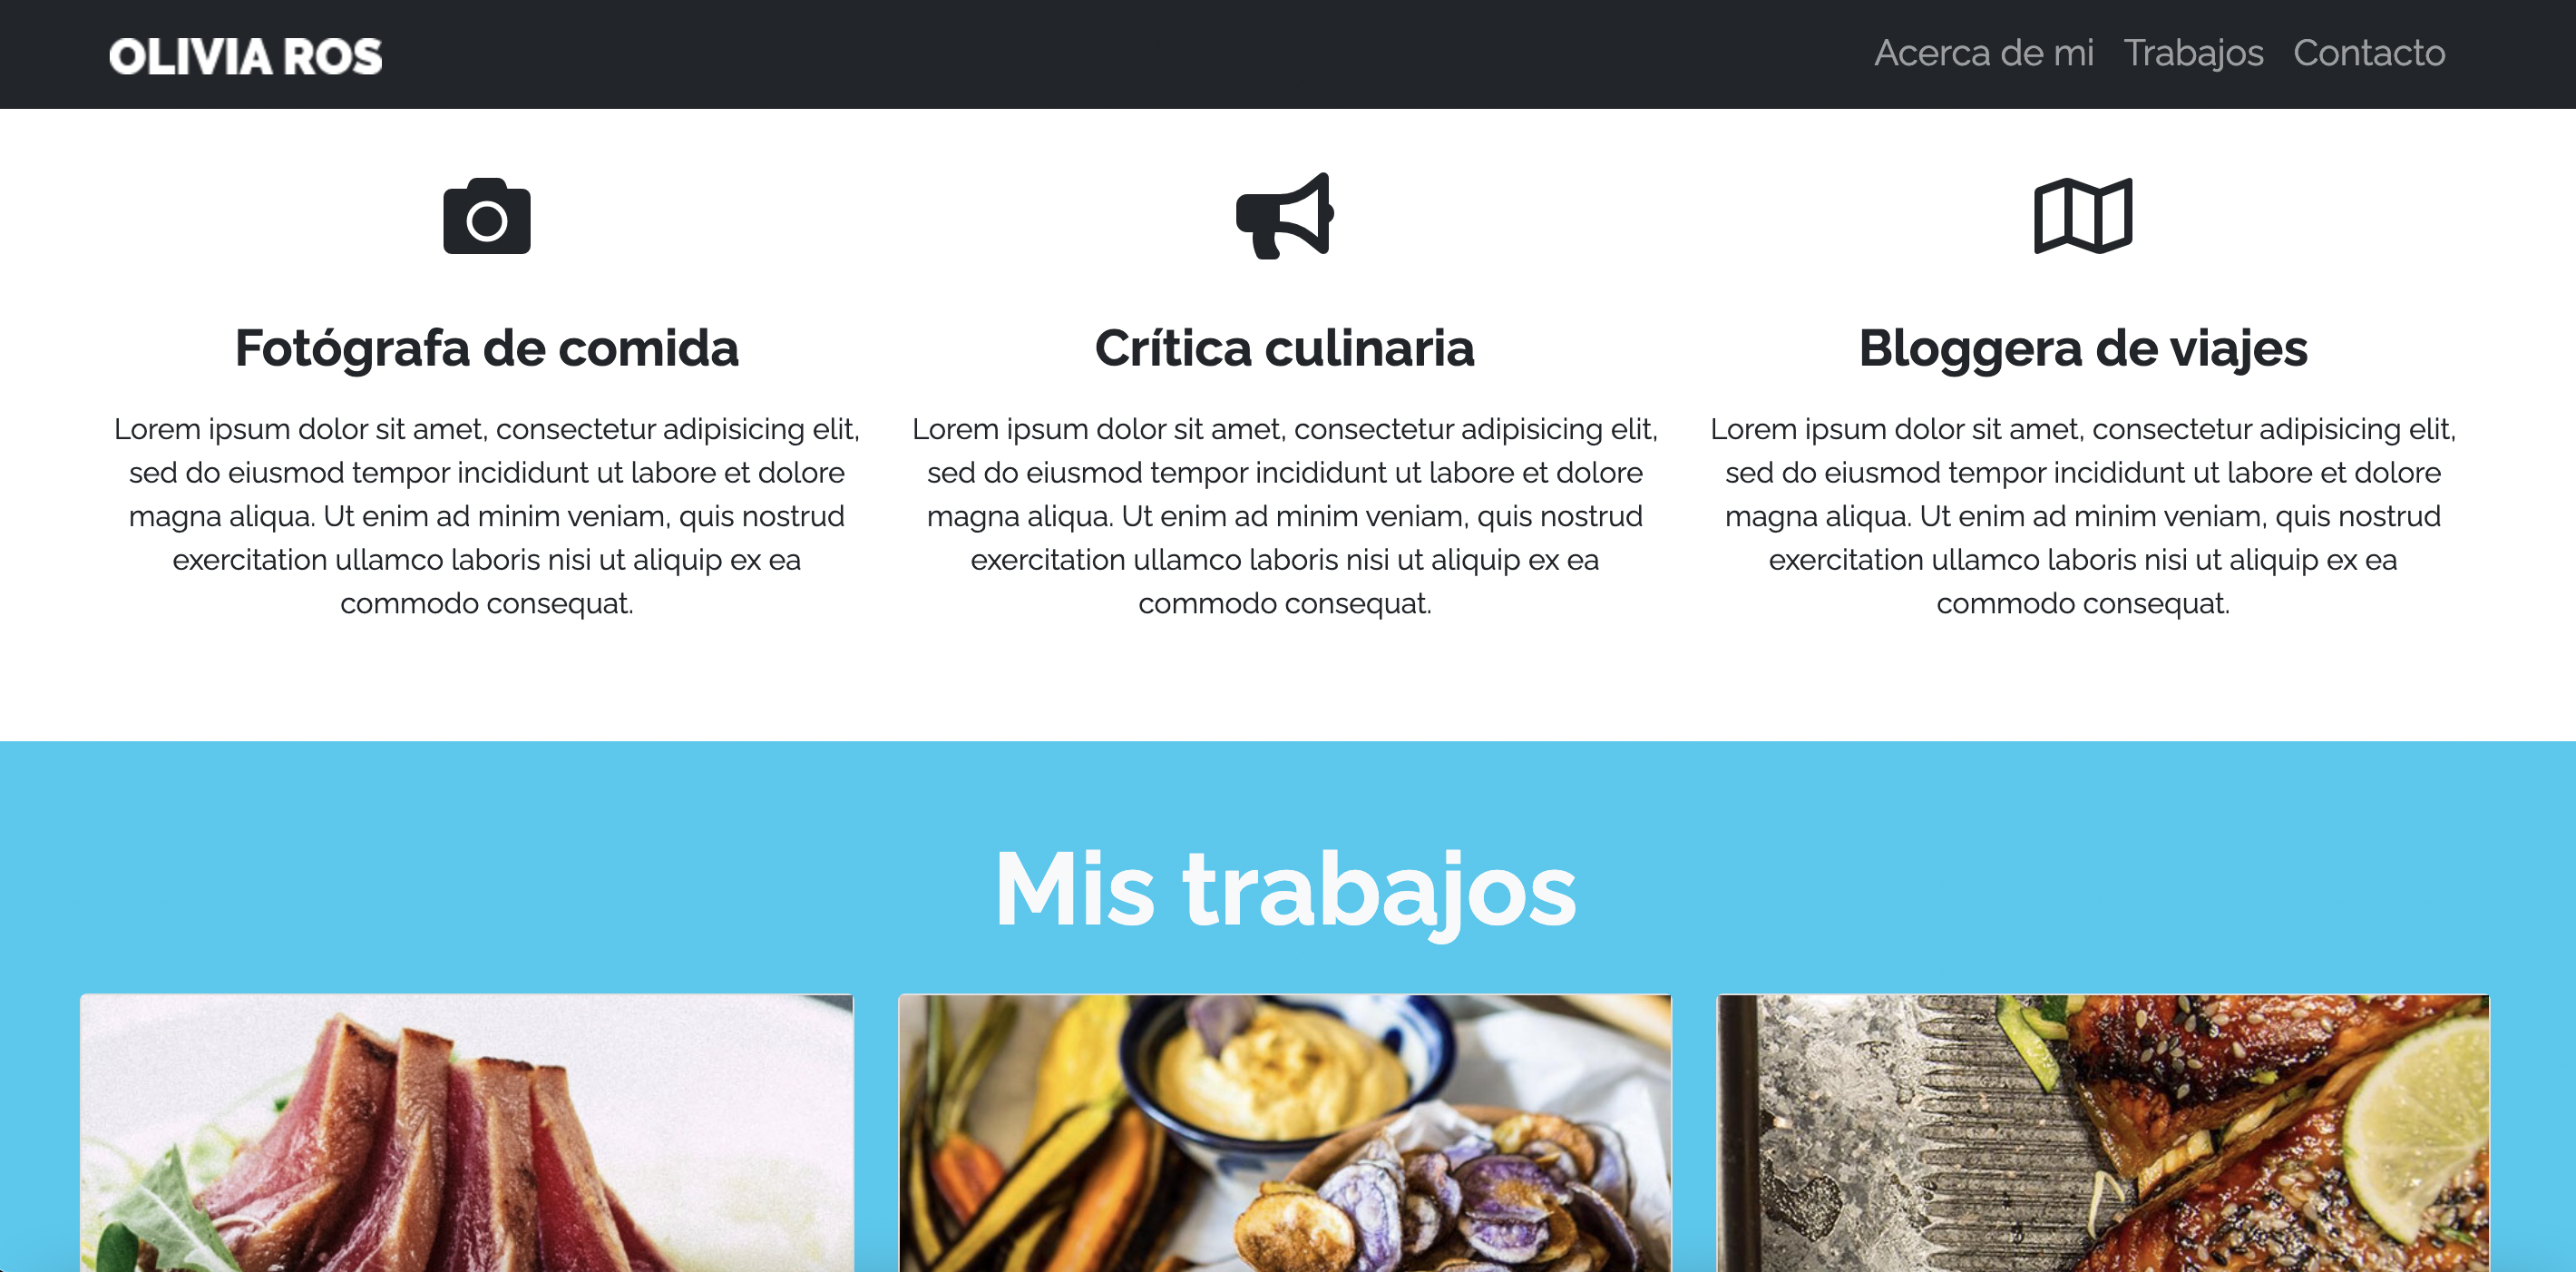 OLIVIA ROS
Acerca de mi Trabajos Contacto
Fotógrafa de comida
Lorem ipsum dolor sit amet, consectetur adipisicing elit,
sed do eiusmod tempor incididunt ut labore et dolore
magna aliqua. Ut enim ad minim veniam, quis nostrud
exercitation ullamco laboris nisi ut aliquip ex ea
commodo consequat.
Crítica culinaria
Lorem ipsum dolor sit amet, consectetur adipisicing elit,
sed do eiusmod tempor incididunt ut labore et dolore
magna aliqua. Ut enim ad minim veniam, quis nostrud
exercitation ullamco laboris nisi ut aliquip ex ea
commodo consequat.
Bloggera de viajes
Lorem ipsum dolor sit amet, consectetur adipisicing elit,
sed do eiusmod tempor incididunt ut labore et dolore
magna aliqua. Ut enim ad minim veniam, quis nostrud
exercitation ullamco laboris nisi ut aliquip ex ea
commodo consequat.
Mis trabajos